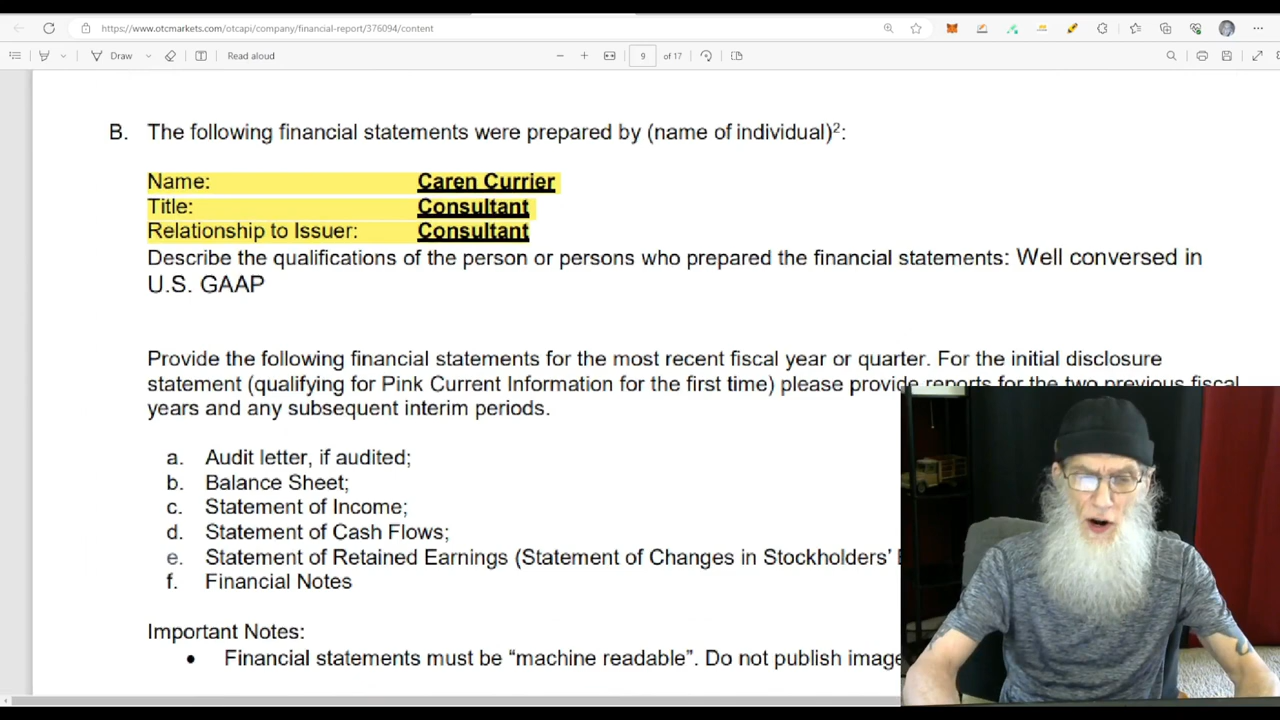 https://www.otcmarkets.com/otcapi/company/financial-report/376094/content
Draw
Read aloud
9
of 17
B. The following financial statements were prepared by (name of individual)²:
Name: Caren Currier
Title: Consultant
Relationship to Issuer: Consultant
Describe the qualifications of the person or persons who prepared the financial statements: Well conversed in
U.S. GAAP
Provide the following financial statements for the most recent fiscal year or quarter. For the initial disclosure
statement (qualifying for Pink Current Information for the first time) please provide reports for the two previous fiscal
years and any subsequent interim periods.
a. Audit letter, if audited;
b. Balance Sheet;
c. Statement of Income;
d. Statement of Cash Flows;
e. Statement of Retained Earnings (Statement of Changes in Stockholders’
f. Financial Notes
Important Notes:
• Financial statements must be “machine readable”. Do not publish image